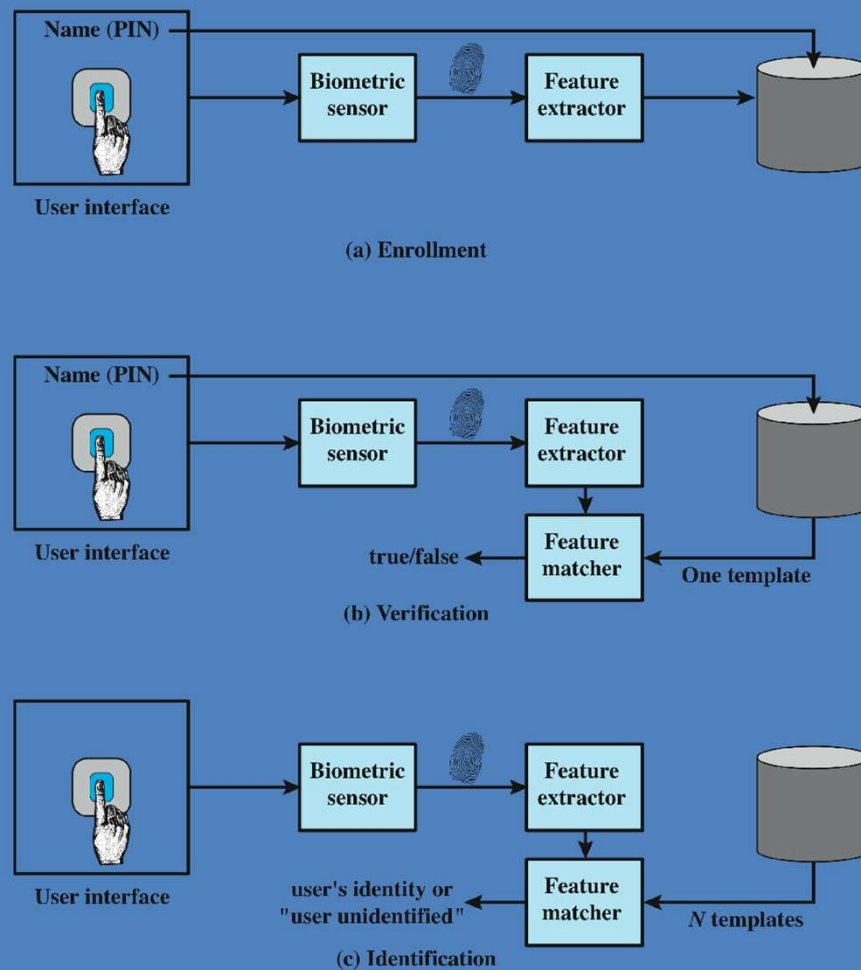 Name (PIN)
Biometric
sensor
Feature
extractor
User interface
(a) Enrollment
Name (PIN)
Biometric
sensor
Feature
extractor
User interface
true/false
Feature
matcher
One template
(b) Verification
Biometric
sensor
Feature
extractor
User interface
user's identity or
"user unidentified"
Feature
matcher
N templates
(c) Identification